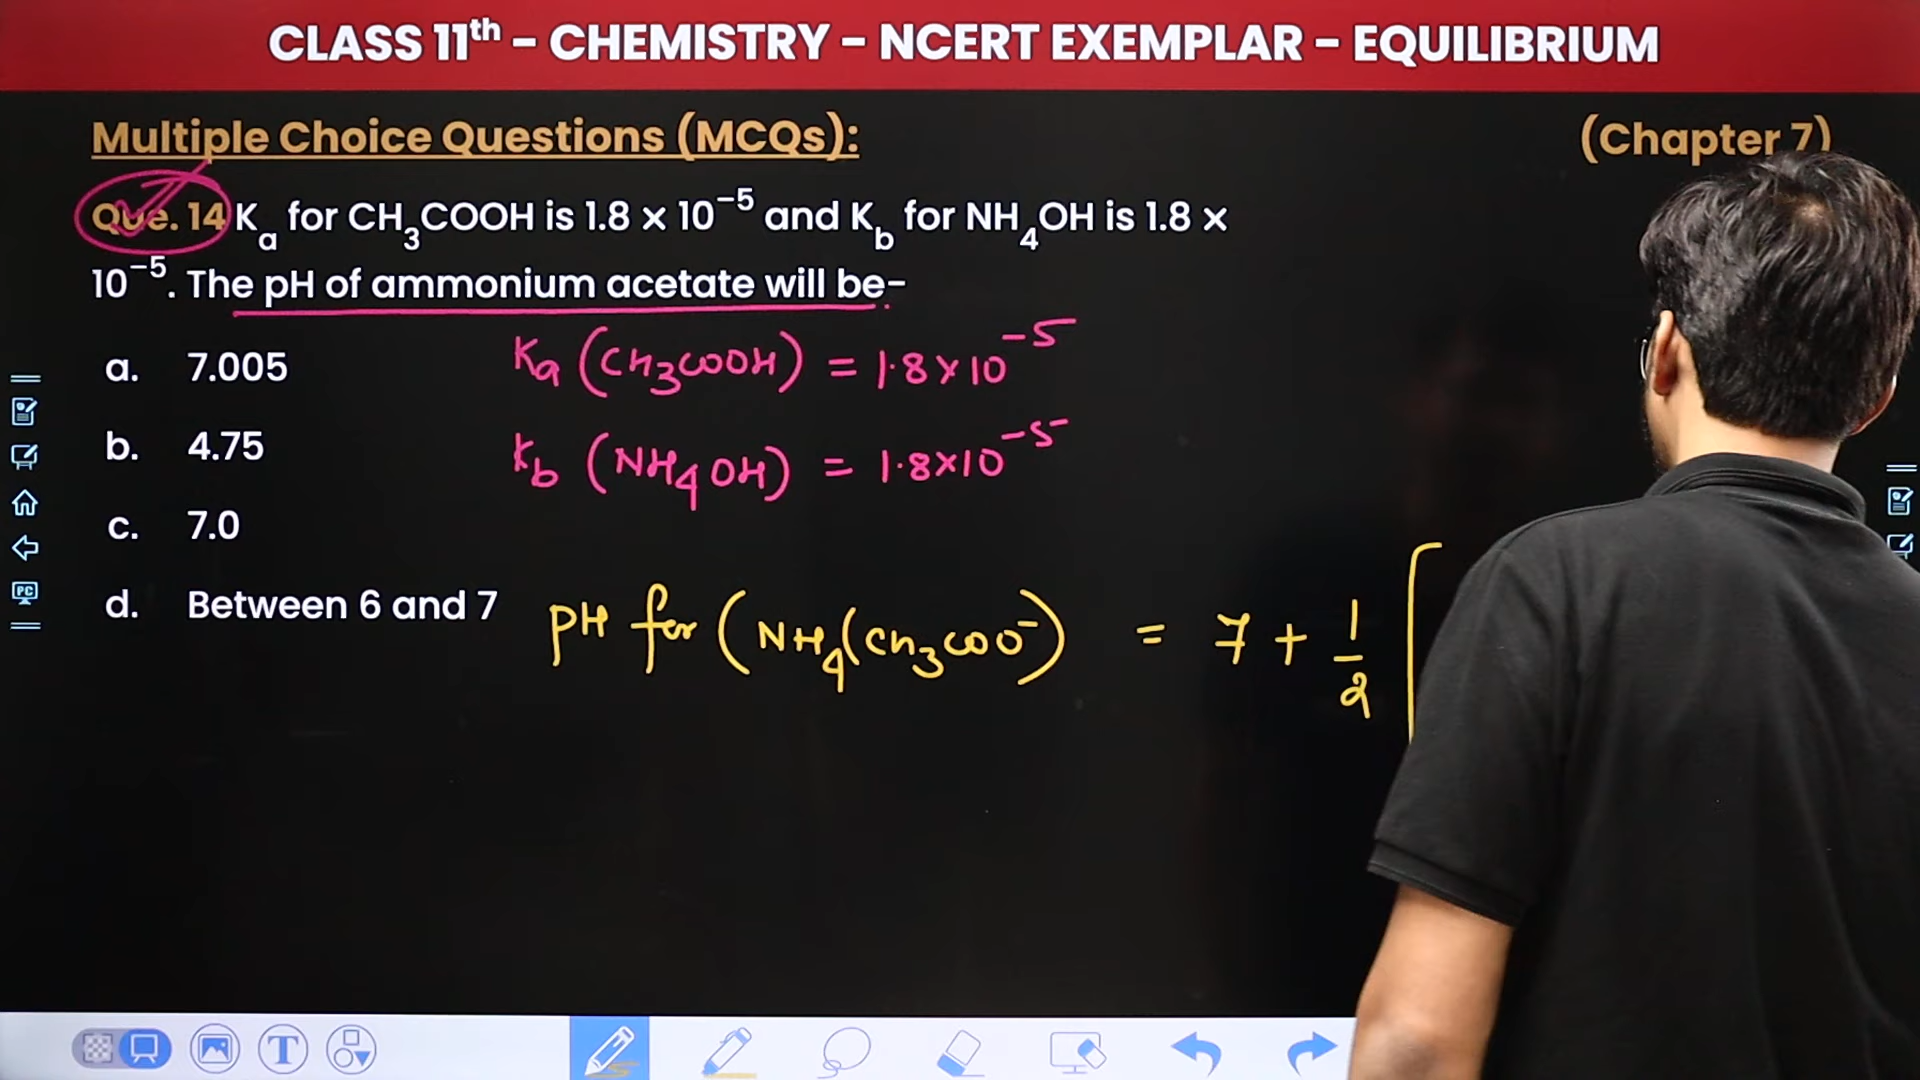 CLASS 11th - CHEMISTRY - NCERT EXEMPLAR - EQUILIBRIUM
Multiple Choice Questions (MCQs):
(Chapter 7)
Que. 14 Kₐ for CH₃COOH is 1.8 × 10⁻⁵ and K_b for NH₄OH is 1.8 ×
10⁻⁵. The pH of ammonium acetate will be-
a. 7.005
b. 4.75
c. 7.0
d. Between 6 and 7
Kₐ (CH₃COOH) = 1.8×10⁻⁵
K_b (NH₄OH) = 1.8×10⁻⁵
pH for (NH₄(CH₃COO⁻) = 7 + 1/2 [
PC
T